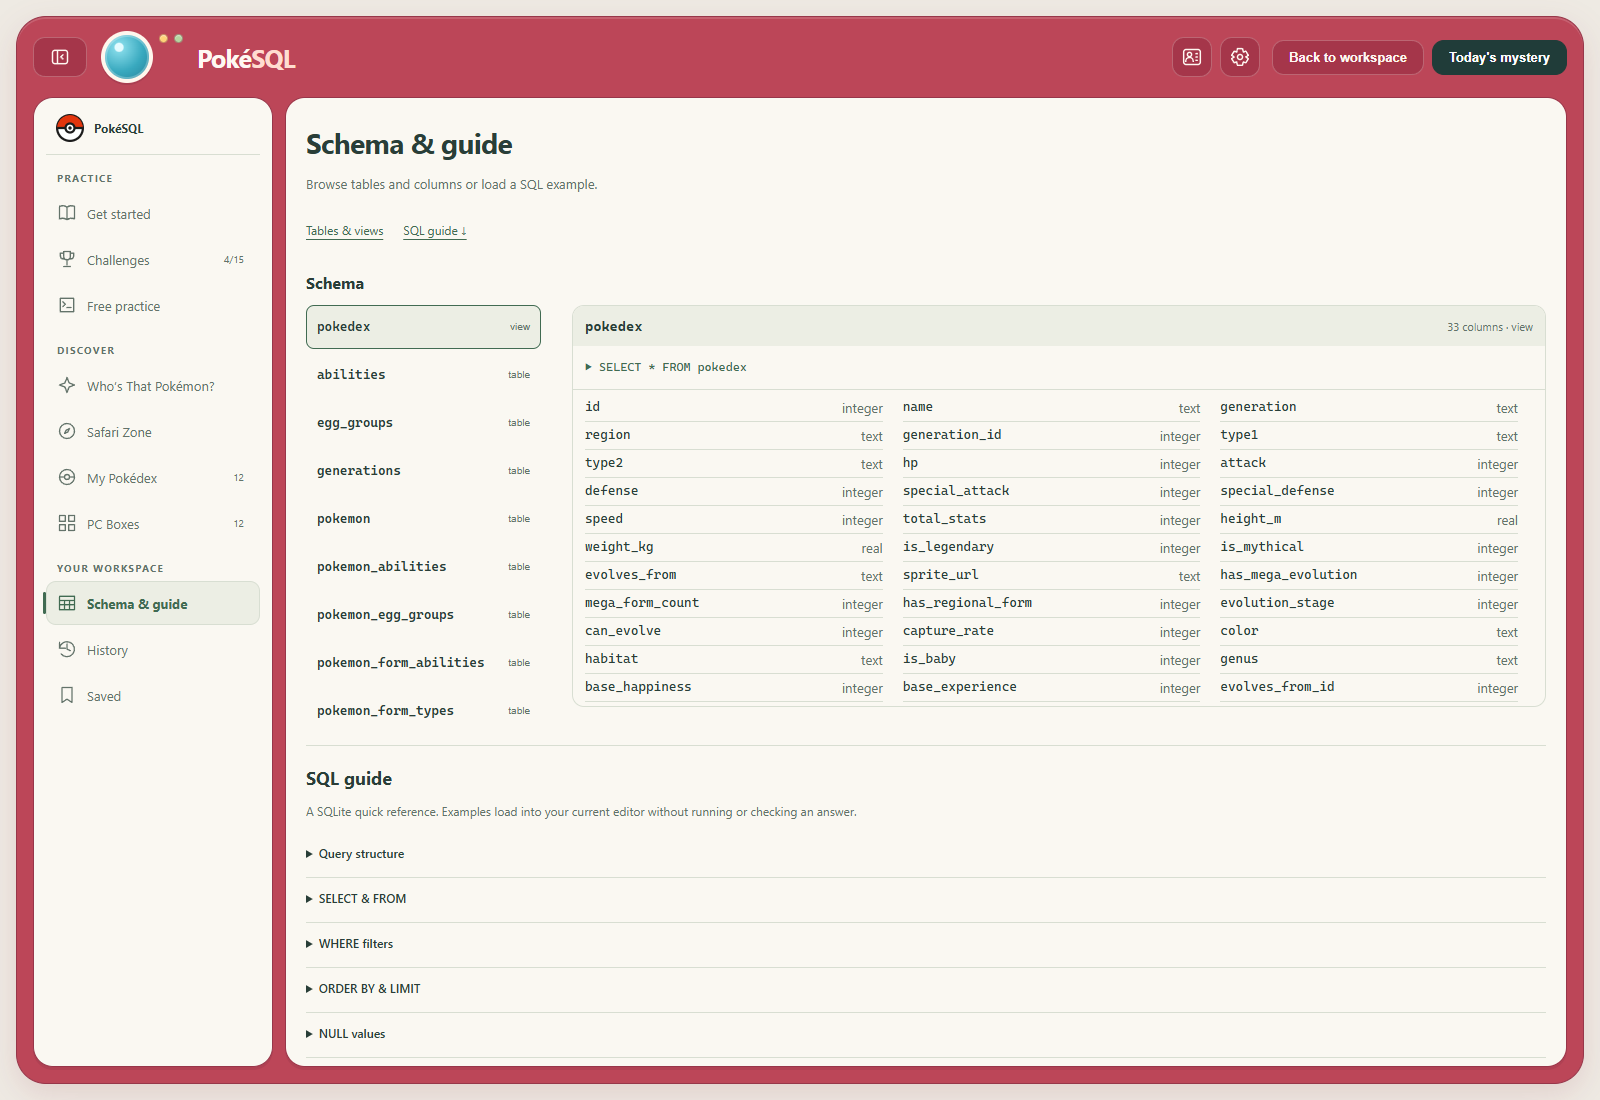 PokéSQL
Back to workspace
Today's mystery
PokéSQL
PRACTICE
Get started
Challenges 4/15
Free practice
DISCOVER
Who's That Pokémon?
Safari Zone
My Pokédex 12
PC Boxes 12
YOUR WORKSPACE
Schema & guide
History
Saved
Schema & guide
Browse tables and columns or load a SQL example.
Tables & views SQL guide ↓
Schema
pokedex view
abilities table
egg_groups table
generations table
pokemon table
pokemon_abilities table
pokemon_egg_groups table
pokemon_form_abilities table
pokemon_form_types table
pokedex 33 columns · view
▶ SELECT * FROM pokedex
id integer name text generation text
region text generation_id integer type1 text
type2 text hp integer attack integer
defense integer special_attack integer special_defense integer
speed integer total_stats integer height_m real
weight_kg real is_legendary integer is_mythical integer
evolves_from text sprite_url text has_mega_evolution integer
mega_form_count integer has_regional_form integer evolution_stage integer
can_evolve integer capture_rate integer color text
habitat text is_baby integer genus text
base_happiness integer base_experience integer evolves_from_id integer
SQL guide
A SQLite quick reference. Examples load into your current editor without running or checking an answer.
▶ Query structure
▶ SELECT & FROM
▶ WHERE filters
▶ ORDER BY & LIMIT
▶ NULL values